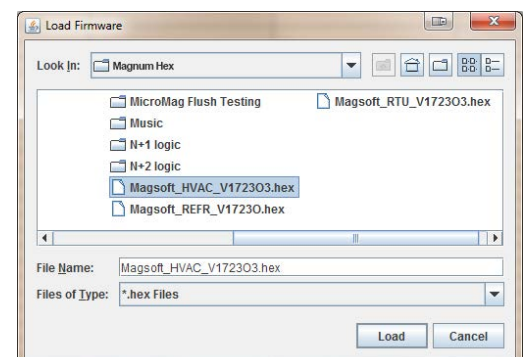 Load Firmware
Look In: Magnum Hex
MicroMag Flush Testing
Music
N+1 logic
N+2 logic
Magsoft_HVAC_V1723O3.hex
Magsoft_REFR_V1723O.hex
Magsoft_RTU_V1723O3.hex
File Name: Magsoft_HVAC_V1723O3.hex
Files of Type: *.hex Files
Load Cancel